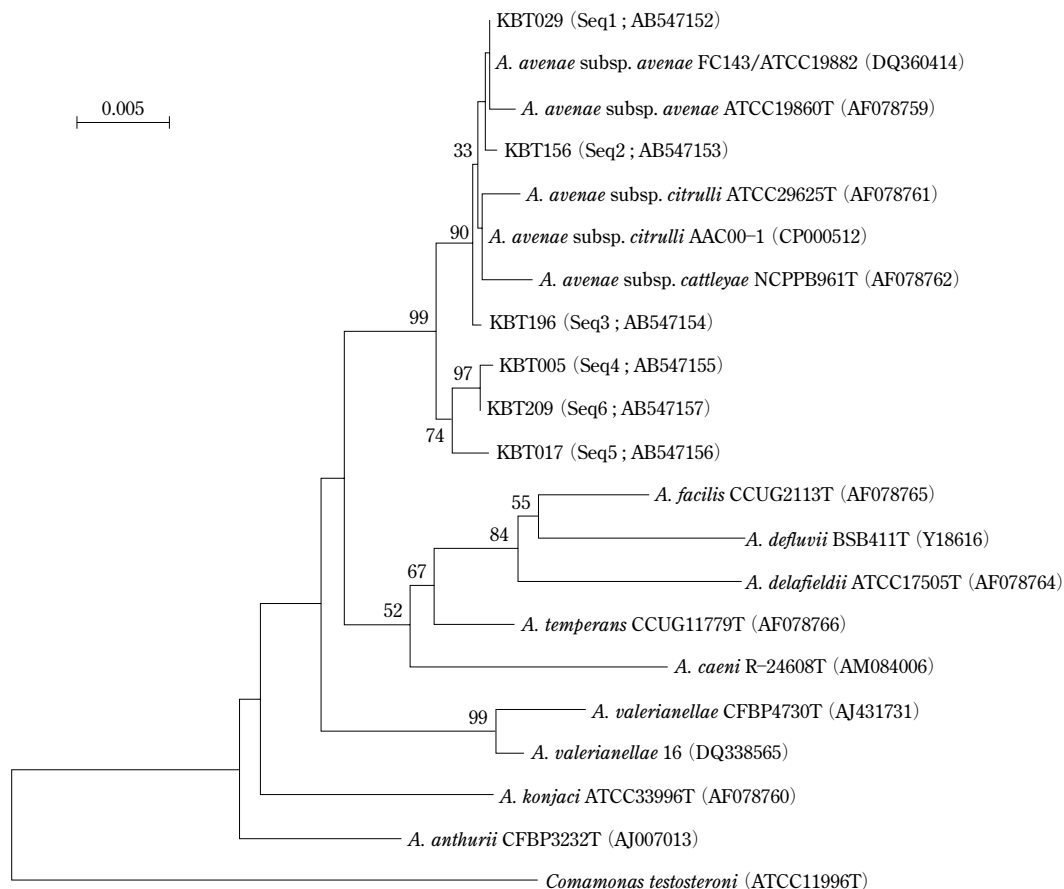 KBT029 (Seq1 ; AB547152)
A. avenae subsp. avenae FC143/ATCC19882 (DQ360414)
0.005
A. avenae subsp. avenae ATCC19860T (AF078759)
33
KBT156 (Seq2 ; AB547153)
A. avenae subsp. citrulli ATCC29625T (AF078761)
90
A. avenae subsp. citrulli AAC00-1 (CP000512)
A. avenae subsp. cattleyae NCPPB961T (AF078762)
99
KBT196 (Seq3 ; AB547154)
KBT005 (Seq4 ; AB547155)
97
KBT209 (Seq6 ; AB547157)
74
KBT017 (Seq5 ; AB547156)
A. facilis CCUG2113T (AF078765)
55
84
A. defluvii BSB411T (Y18616)
67
A. delafieldii ATCC17505T (AF078764)
52
A. temperans CCUG11779T (AF078766)
A. caeni R-24608T (AM084006)
99
A. valerianellae CFBP4730T (AJ431731)
A. valerianellae 16 (DQ338565)
A. konjaci ATCC33996T (AF078760)
A. anthurii CFBP3232T (AJ007013)
Comamonas testosteroni (ATCC11996T)